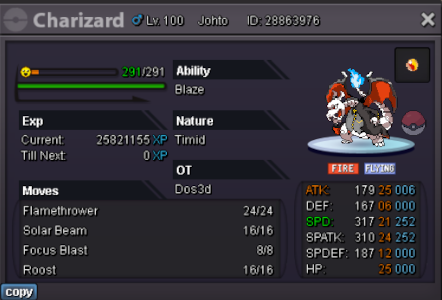 Charizard ♂ Lv. 100 Johto ID: 28863976
291/291
Ability
Blaze
Exp
Current: 25821155 XP
Till Next: 0 XP
Nature
Timid
OT
Dos3d
Moves
Flamethrower 24/24
Solar Beam 16/16
Focus Blast 8/8
Roost 16/16
FIRE FLYING
ATK: 179 25 006
DEF: 167 06 000
SPD: 317 21 252
SPATK: 310 24 252
SPDEF: 187 12 000
HP: 25 000
copy